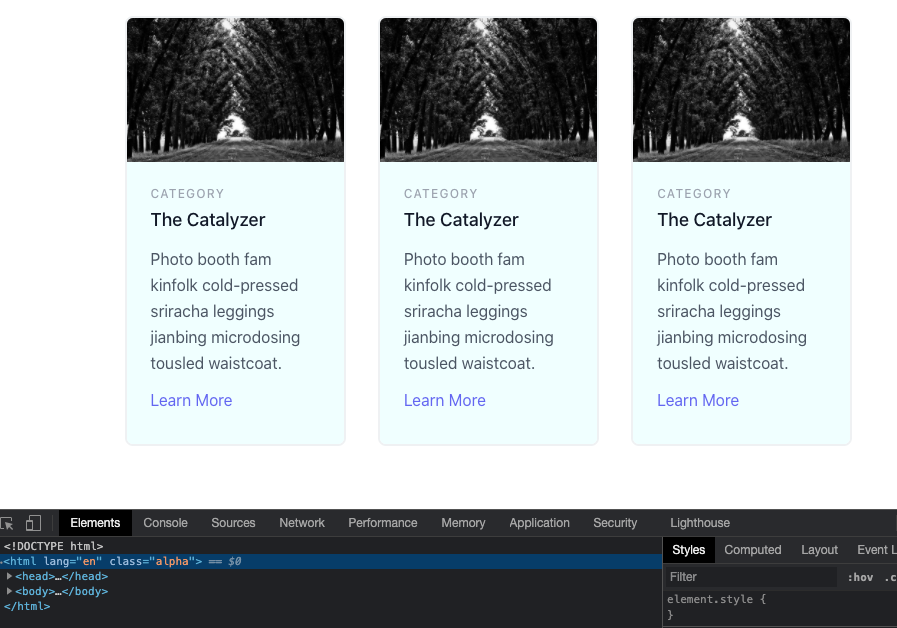 CATEGORY CATEGORY CATEGORY
The Catalyzer The Catalyzer The Catalyzer
Photo booth fam Photo booth fam Photo booth fam
kinfolk cold-pressed kinfolk cold-pressed kinfolk cold-pressed
sriracha leggings sriracha leggings sriracha leggings
jianbing microdosing jianbing microdosing jianbing microdosing
tousled waistcoat. tousled waistcoat. tousled waistcoat.
Learn More Learn More Learn More
Elements Console Sources Network Performance Memory Application Security Lighthouse
<!DOCTYPE html>
<html lang="en" class="alpha"> == $0
<head>…</head>
<body>…</body>
</html>
Styles Computed Layout Event L
Filter :hov .c
element.style {
}